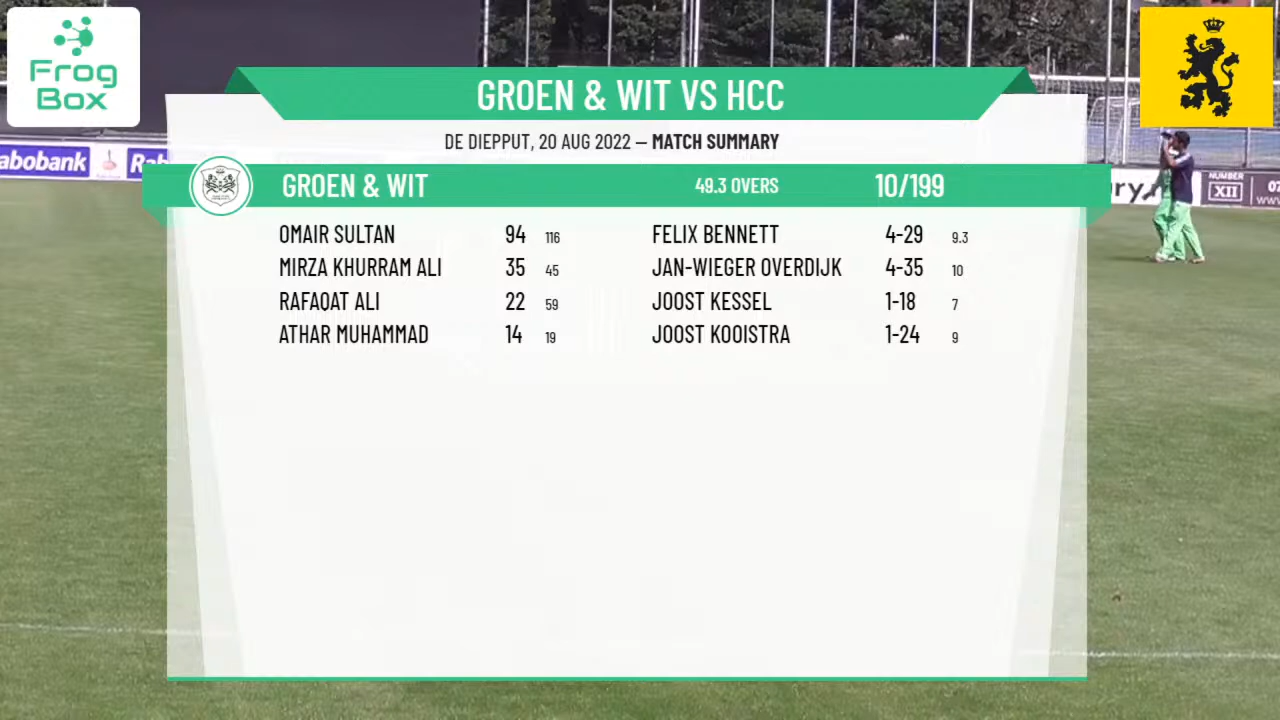 Frog
Box
GROEN & WIT VS HCC
DE DIEPPUT, 20 AUG 2022 – MATCH SUMMARY
abobank
Rab
NUMBER
XII
07
www
GROEN & WIT 49.3 OVERS 10/199
OMAIR SULTAN 94 116 FELIX BENNETT 4-29 9.3
MIRZA KHURRAM ALI 35 45 JAN-WIEGER OVERDIJK 4-35 10
RAFAQAT ALI 22 59 JOOST KESSEL 1-18 7
ATHAR MUHAMMAD 14 19 JOOST KOOISTRA 1-24 9